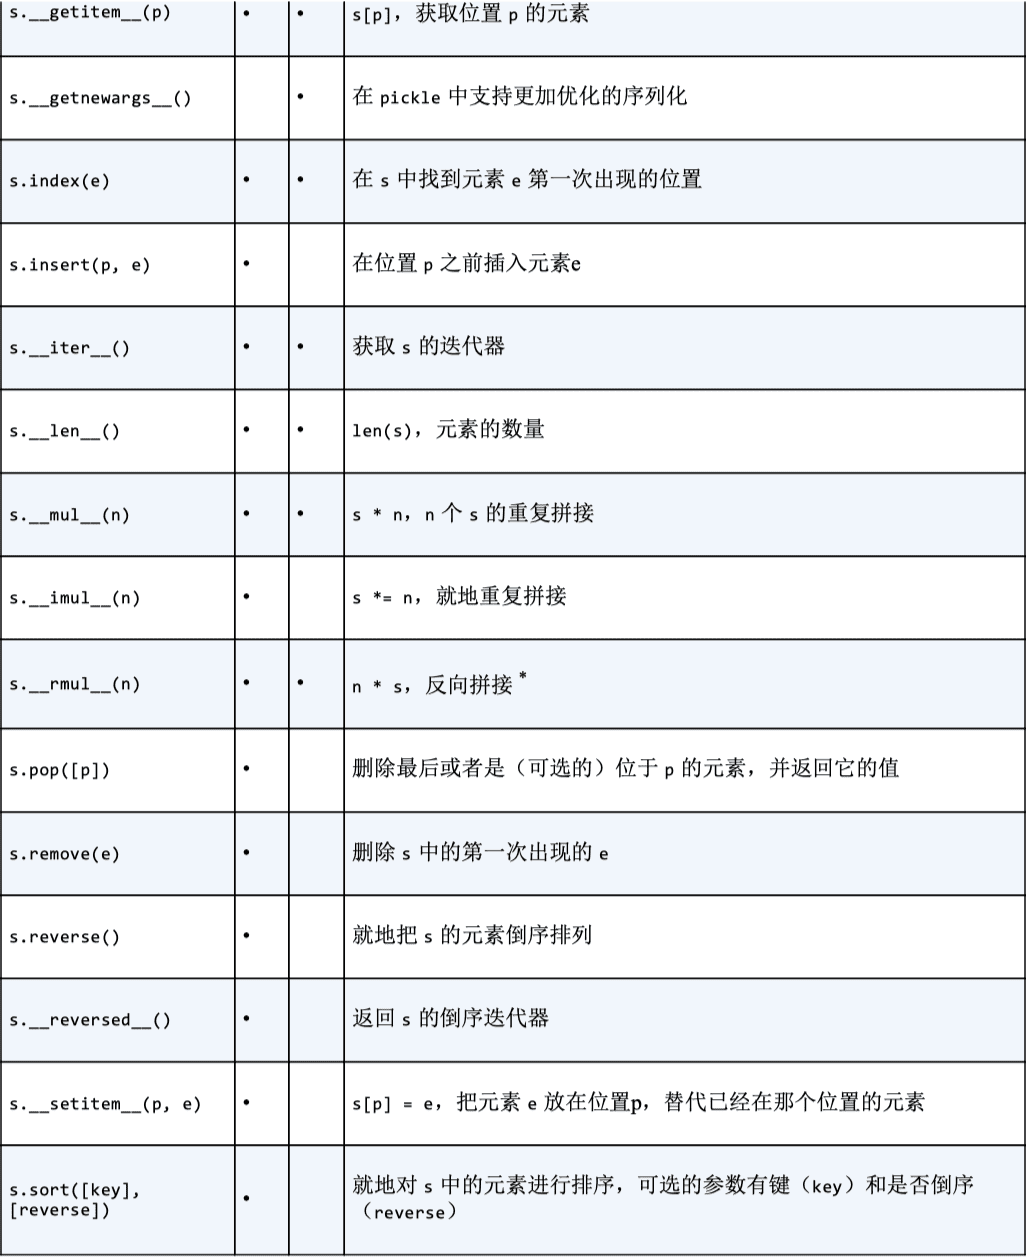 s.__getitem__(p) • • s[p]，获取位置 p 的元素
s.__getnewargs__() • 在 pickle 中支持更加优化的序列化
s.index(e) • • 在 s 中找到元素 e 第一次出现的位置
s.insert(p, e) • 在位置 p 之前插入元素e
s.__iter__() • • 获取 s 的迭代器
s.__len__() • • len(s)，元素的数量
s.__mul__(n) • • s * n，n 个 s 的重复拼接
s.__imul__(n) • s *= n，就地重复拼接
s.__rmul__(n) • • n * s，反向拼接 *
s.pop([p]) • 删除最后或者是（可选的）位于 p 的元素，并返回它的值
s.remove(e) • 删除 s 中的第一次出现的 e
s.reverse() • 就地把 s 的元素倒序排列
s.__reversed__() • 返回 s 的倒序迭代器
s.__setitem__(p, e) • s[p] = e，把元素 e 放在位置p，替代已经在那个位置的元素
s.sort([key],
[reverse]) • 就地对 s 中的元素进行排序，可选的参数有键（key）和是否倒序
（reverse）